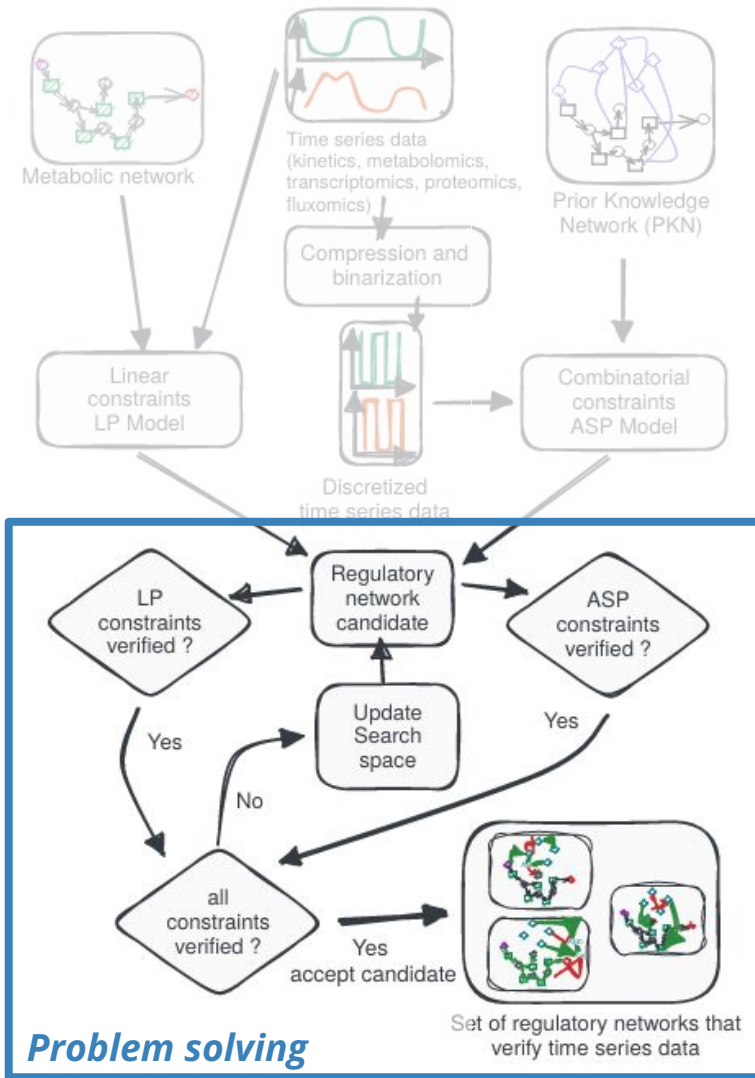 Metabolic network
Time series data
(kinetics, metabolomics,
transcriptomics, proteomics,
fluxomics)
Prior Knowledge
Network (PKN)
Compression and
binarization
Linear
constraints
LP Model
Combinatorial
constraints
ASP Model
Discretized
time series data
LP
constraints
verified ?
Regulatory
network
candidate
ASP
constraints
verified ?
Update
Search
space
Yes
Yes
No
all
constraints
verified ?
Yes
accept candidate
Set of regulatory networks that
verify time series data
Problem solving